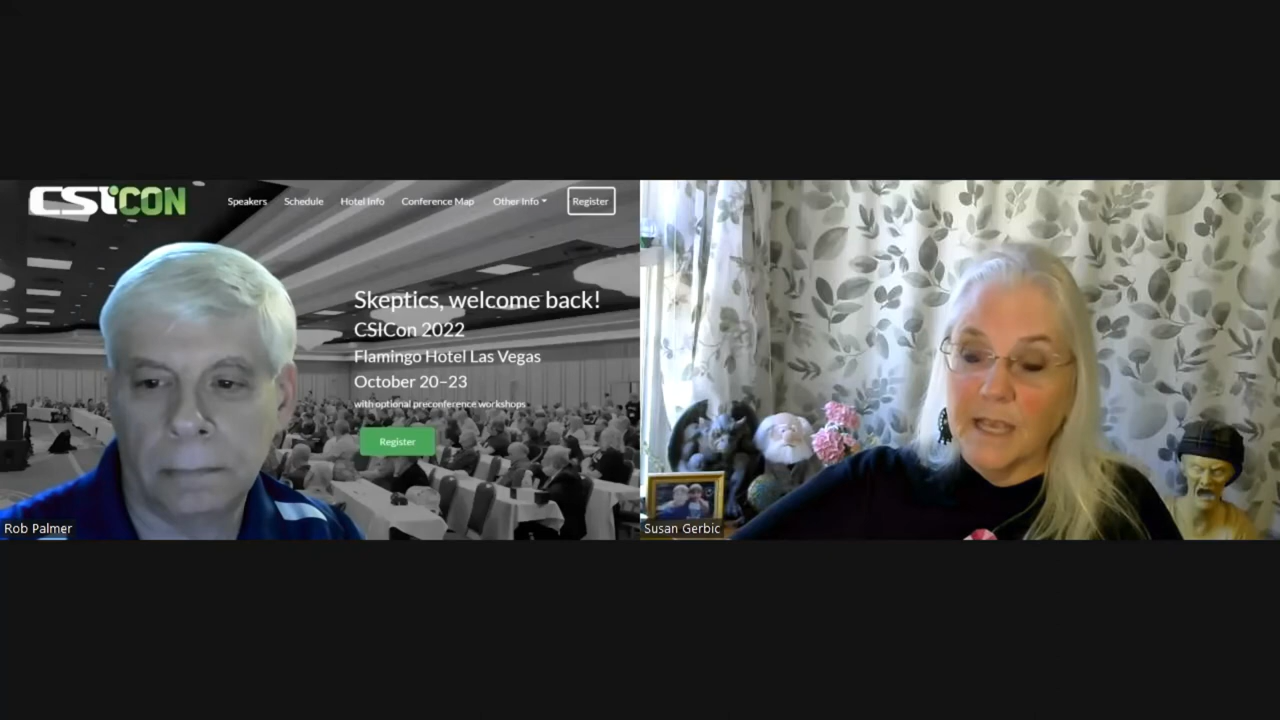 CSICON
Speakers Schedule Hotel Info Conference Map Other Info Register
Skeptics, welcome back!
CSICon 2022
Flamingo Hotel Las Vegas
October 20–23
with optional preconference workshops
Register
Rob Palmer
Susan Gerbic